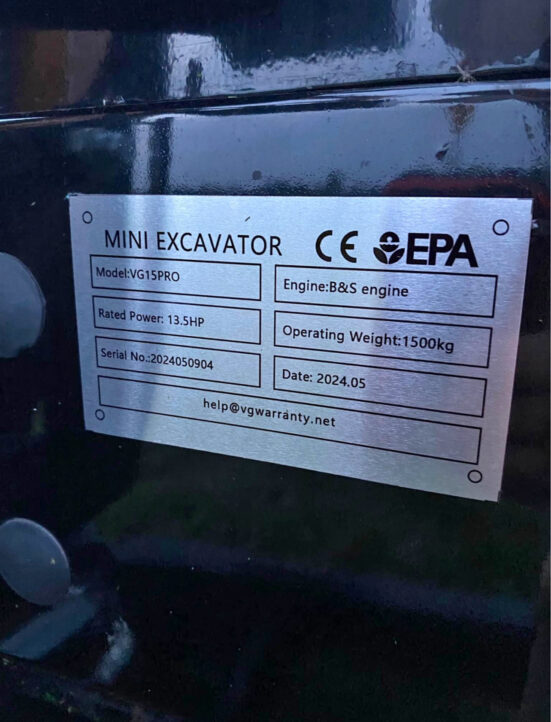 MINI EXCAVATOR CE EPA
Model:VG15PRO
Engine:B&S engine
Rated Power: 13.5HP
Operating Weight:1500kg
Serial No.:2024050904
Date: 2024.05
help@vgwarranty.net